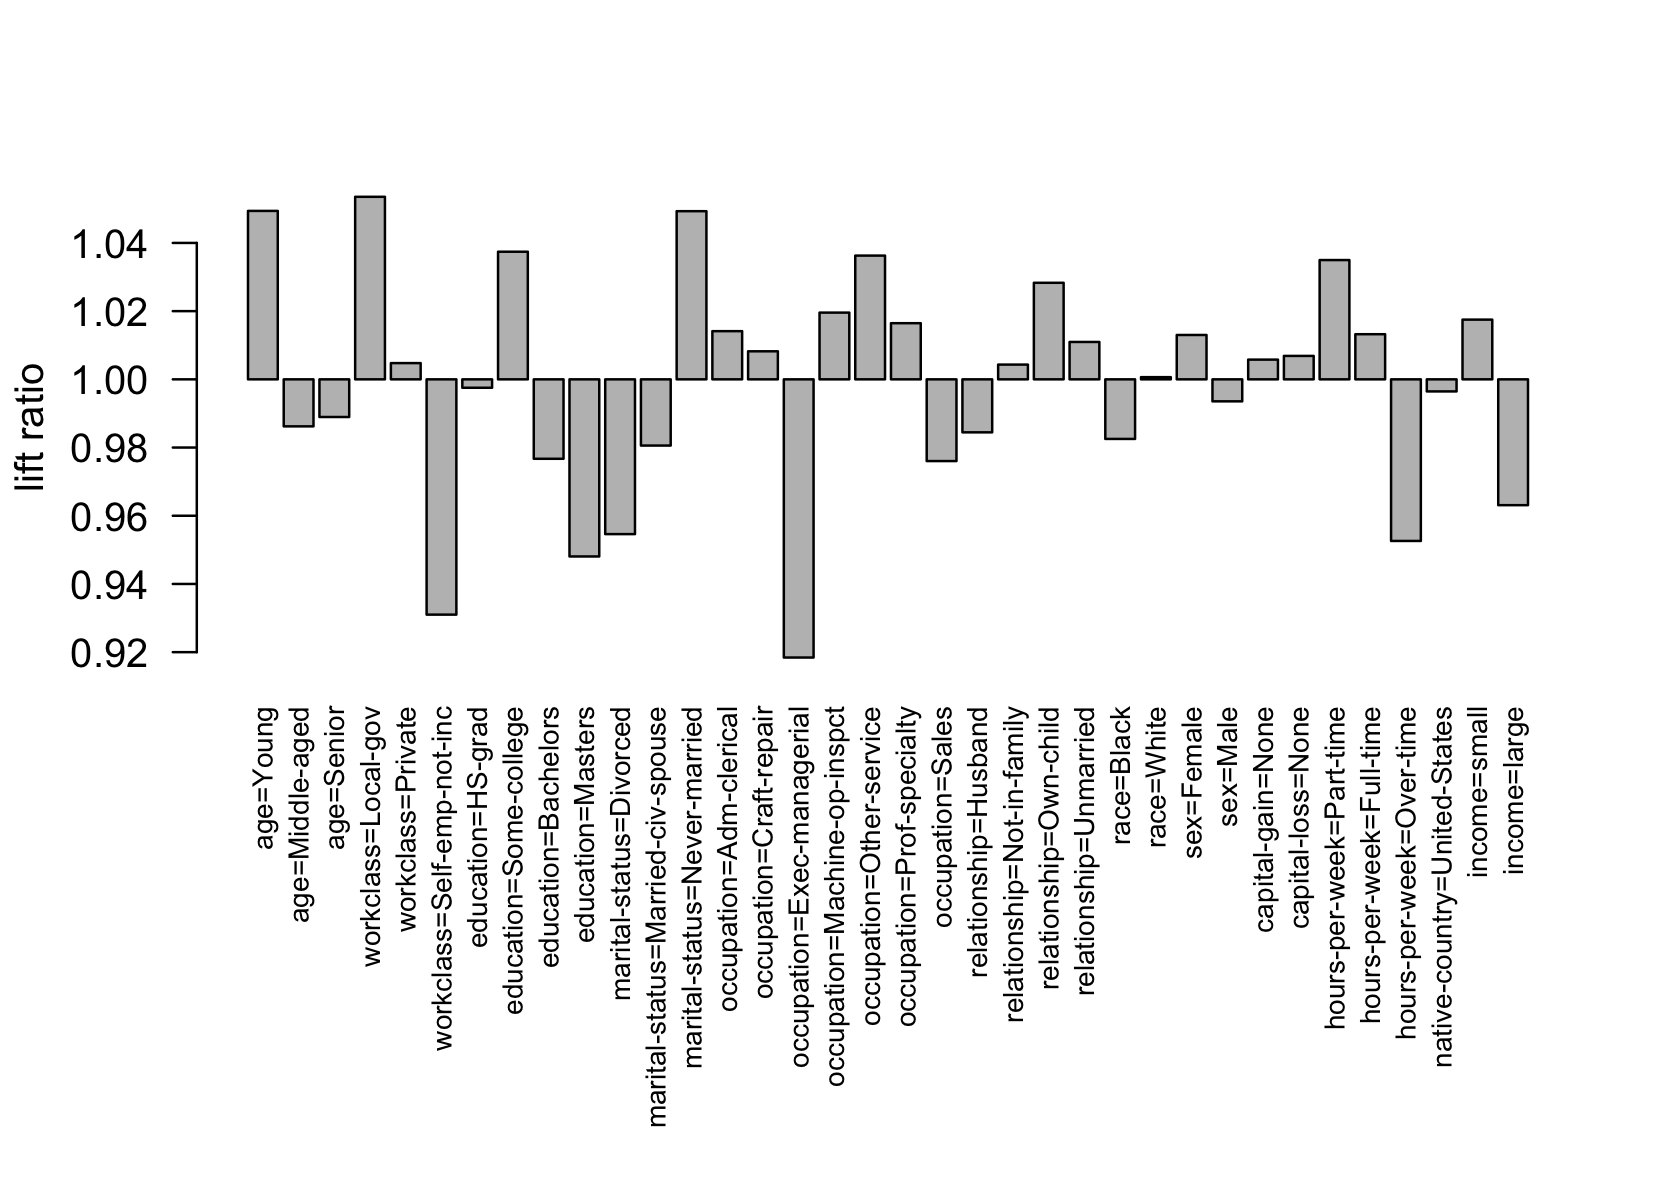 lift ratio
1.04
1.02
1.00
0.98
0.96
0.94
0.92
age=Young
age=Middle-aged
age=Senior
workclass=Local-gov
workclass=Private
workclass=Self-emp-not-inc
education=HS-grad
education=Some-college
education=Bachelors
education=Masters
marital-status=Divorced
marital-status=Married-civ-spouse
marital-status=Never-married
occupation=Adm-clerical
occupation=Craft-repair
occupation=Exec-managerial
occupation=Machine-op-inspct
occupation=Other-service
occupation=Prof-specialty
occupation=Sales
relationship=Husband
relationship=Not-in-family
relationship=Own-child
relationship=Unmarried
race=Black
race=White
sex=Female
sex=Male
capital-gain=None
capital-loss=None
hours-per-week=Part-time
hours-per-week=Full-time
hours-per-week=Over-time
native-country=United-States
income=small
income=large